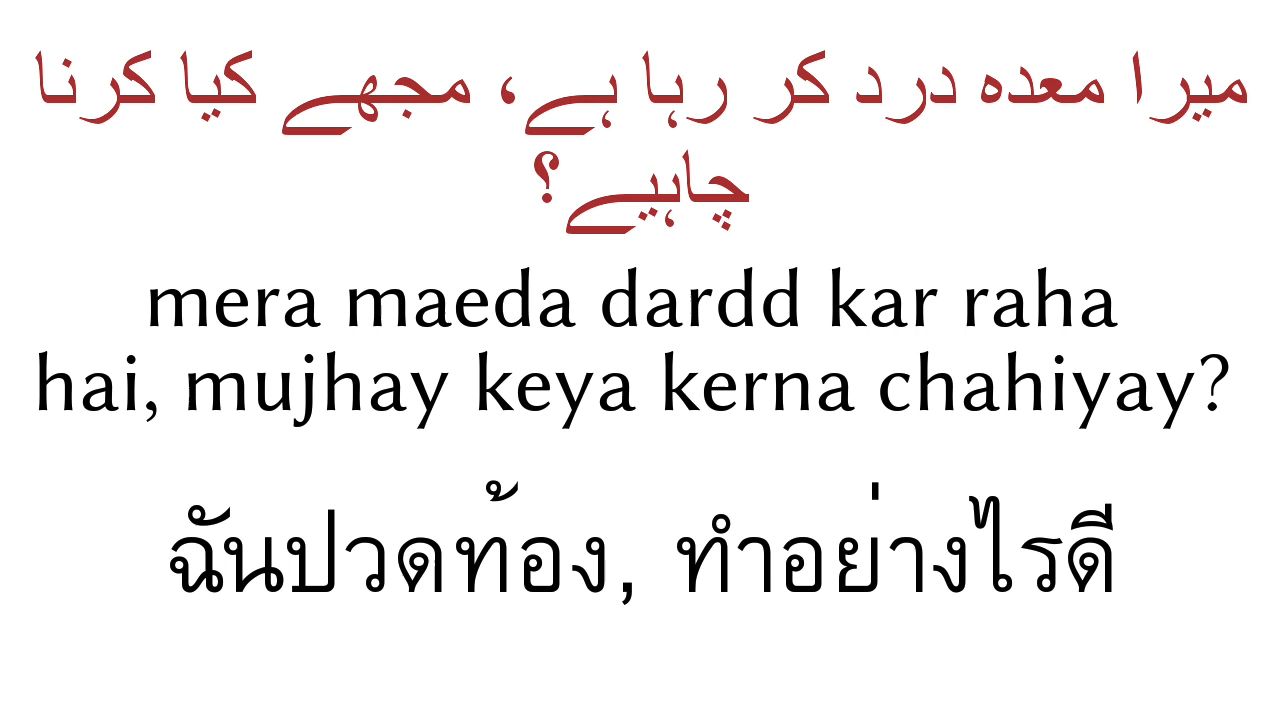 میرا معدہ درد کر رہا ہے، مجھے کیا کرنا
چاہیے؟
mera maeda dardd kar raha
hai, mujhay keya kerna chahiyay?
ฉันปวดท้อง, ทำอย่างไรดี